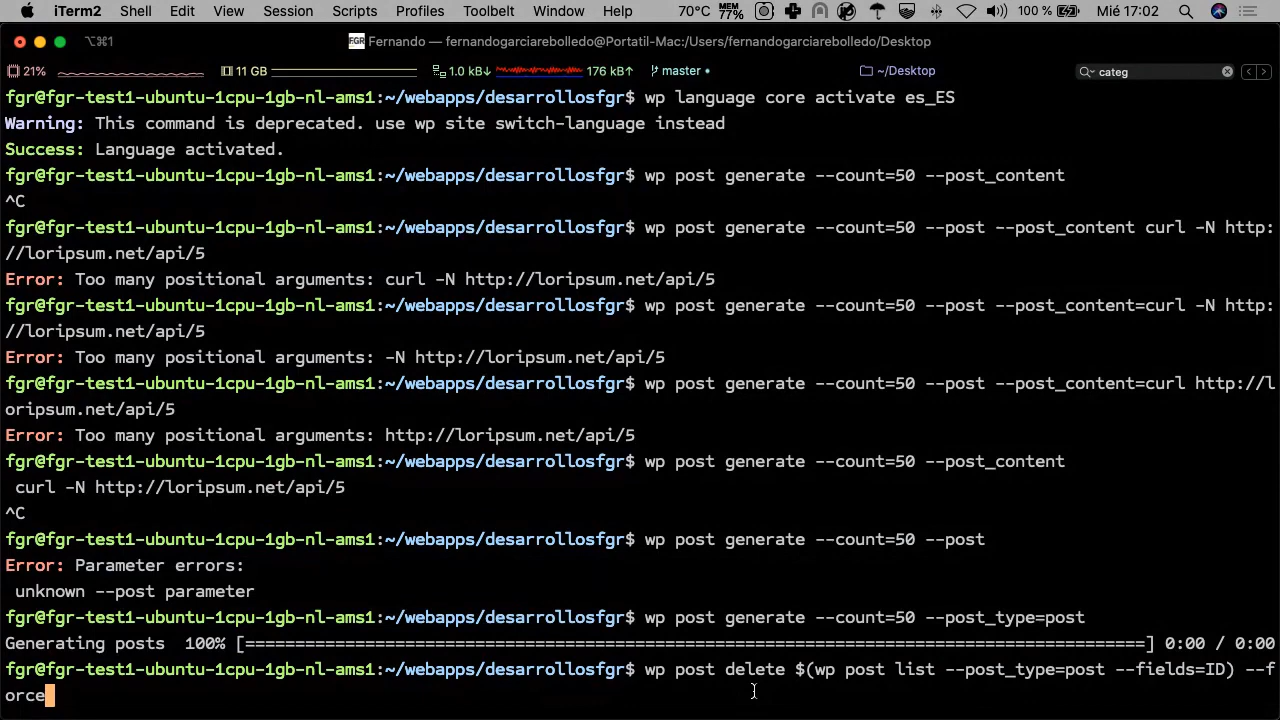 iTerm2 Shell Edit View Session Scripts Profiles Toolbelt Window Help 70°C MEM 77% 100 % Mié 17:02
⌥⌘1 FGR Fernando — fernandogarciarebolledo@Portatil-Mac:/Users/fernandogarciarebolledo/Desktop
21% 11 GB 1.0 kB↓ 176 kB↑ master • ~/Desktop categ
fgr@fgr-test1-ubuntu-1cpu-1gb-nl-ams1:~/webapps/desarrollosfgr$ wp language core activate es_ES
Warning: This command is deprecated. use wp site switch-language instead
Success: Language activated.
fgr@fgr-test1-ubuntu-1cpu-1gb-nl-ams1:~/webapps/desarrollosfgr$ wp post generate --count=50 --post_content
^C
fgr@fgr-test1-ubuntu-1cpu-1gb-nl-ams1:~/webapps/desarrollosfgr$ wp post generate --count=50 --post --post_content curl -N http:
//loripsum.net/api/5
Error: Too many positional arguments: curl -N http://loripsum.net/api/5
fgr@fgr-test1-ubuntu-1cpu-1gb-nl-ams1:~/webapps/desarrollosfgr$ wp post generate --count=50 --post --post_content=curl -N http:
//loripsum.net/api/5
Error: Too many positional arguments: -N http://loripsum.net/api/5
fgr@fgr-test1-ubuntu-1cpu-1gb-nl-ams1:~/webapps/desarrollosfgr$ wp post generate --count=50 --post --post_content=curl http://l
oripsum.net/api/5
Error: Too many positional arguments: http://loripsum.net/api/5
fgr@fgr-test1-ubuntu-1cpu-1gb-nl-ams1:~/webapps/desarrollosfgr$ wp post generate --count=50 --post_content
curl -N http://loripsum.net/api/5
^C
fgr@fgr-test1-ubuntu-1cpu-1gb-nl-ams1:~/webapps/desarrollosfgr$ wp post generate --count=50 --post
Error: Parameter errors:
unknown --post parameter
fgr@fgr-test1-ubuntu-1cpu-1gb-nl-ams1:~/webapps/desarrollosfgr$ wp post generate --count=50 --post_type=post
Generating posts 100% [===========================================================================================] 0:00 / 0:00
fgr@fgr-test1-ubuntu-1cpu-1gb-nl-ams1:~/webapps/desarrollosfgr$ wp post delete $(wp post list --post_type=post --fields=ID) --f
orce